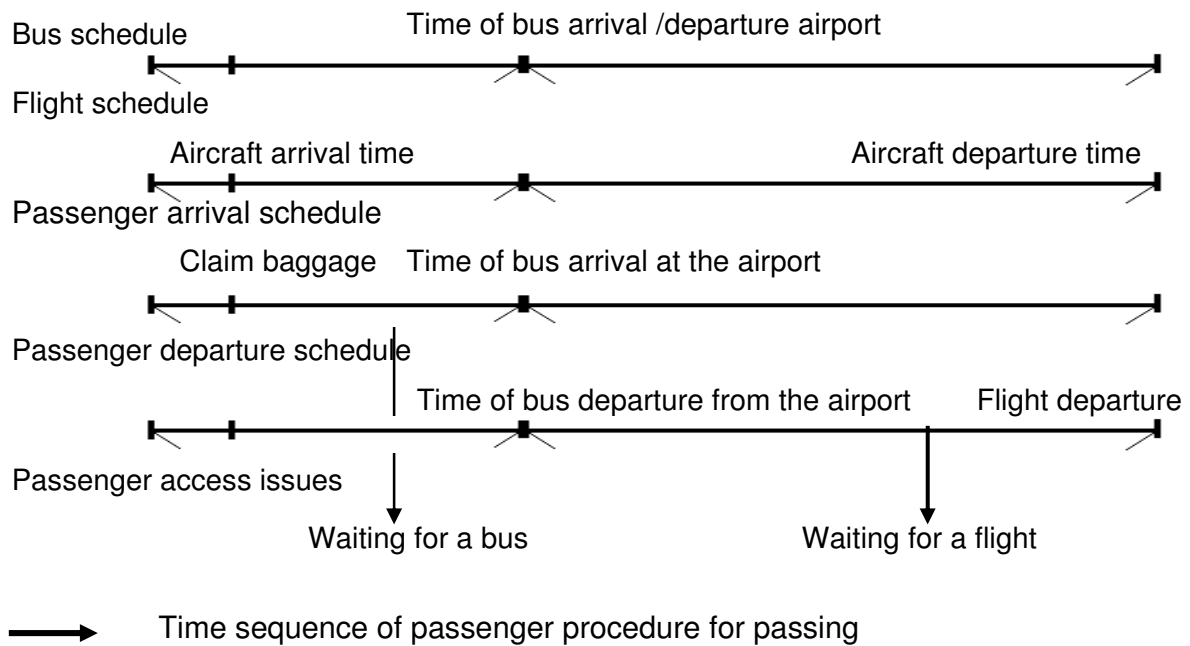 Bus schedule
Time of bus arrival /departure airport
Flight schedule
Aircraft arrival time
Aircraft departure time
Passenger arrival schedule
Claim baggage
Time of bus arrival at the airport
Passenger departure schedule
Time of bus departure from the airport
Flight departure
Passenger access issues
Waiting for a bus
Waiting for a flight
Time sequence of passenger procedure for passing